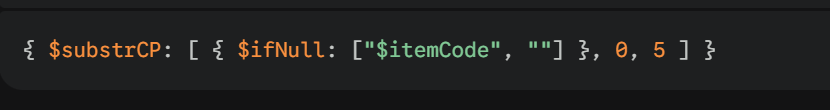 { $substrCP: [ { $ifNull: ["$itemCode", ""] }, 0, 5 ] }